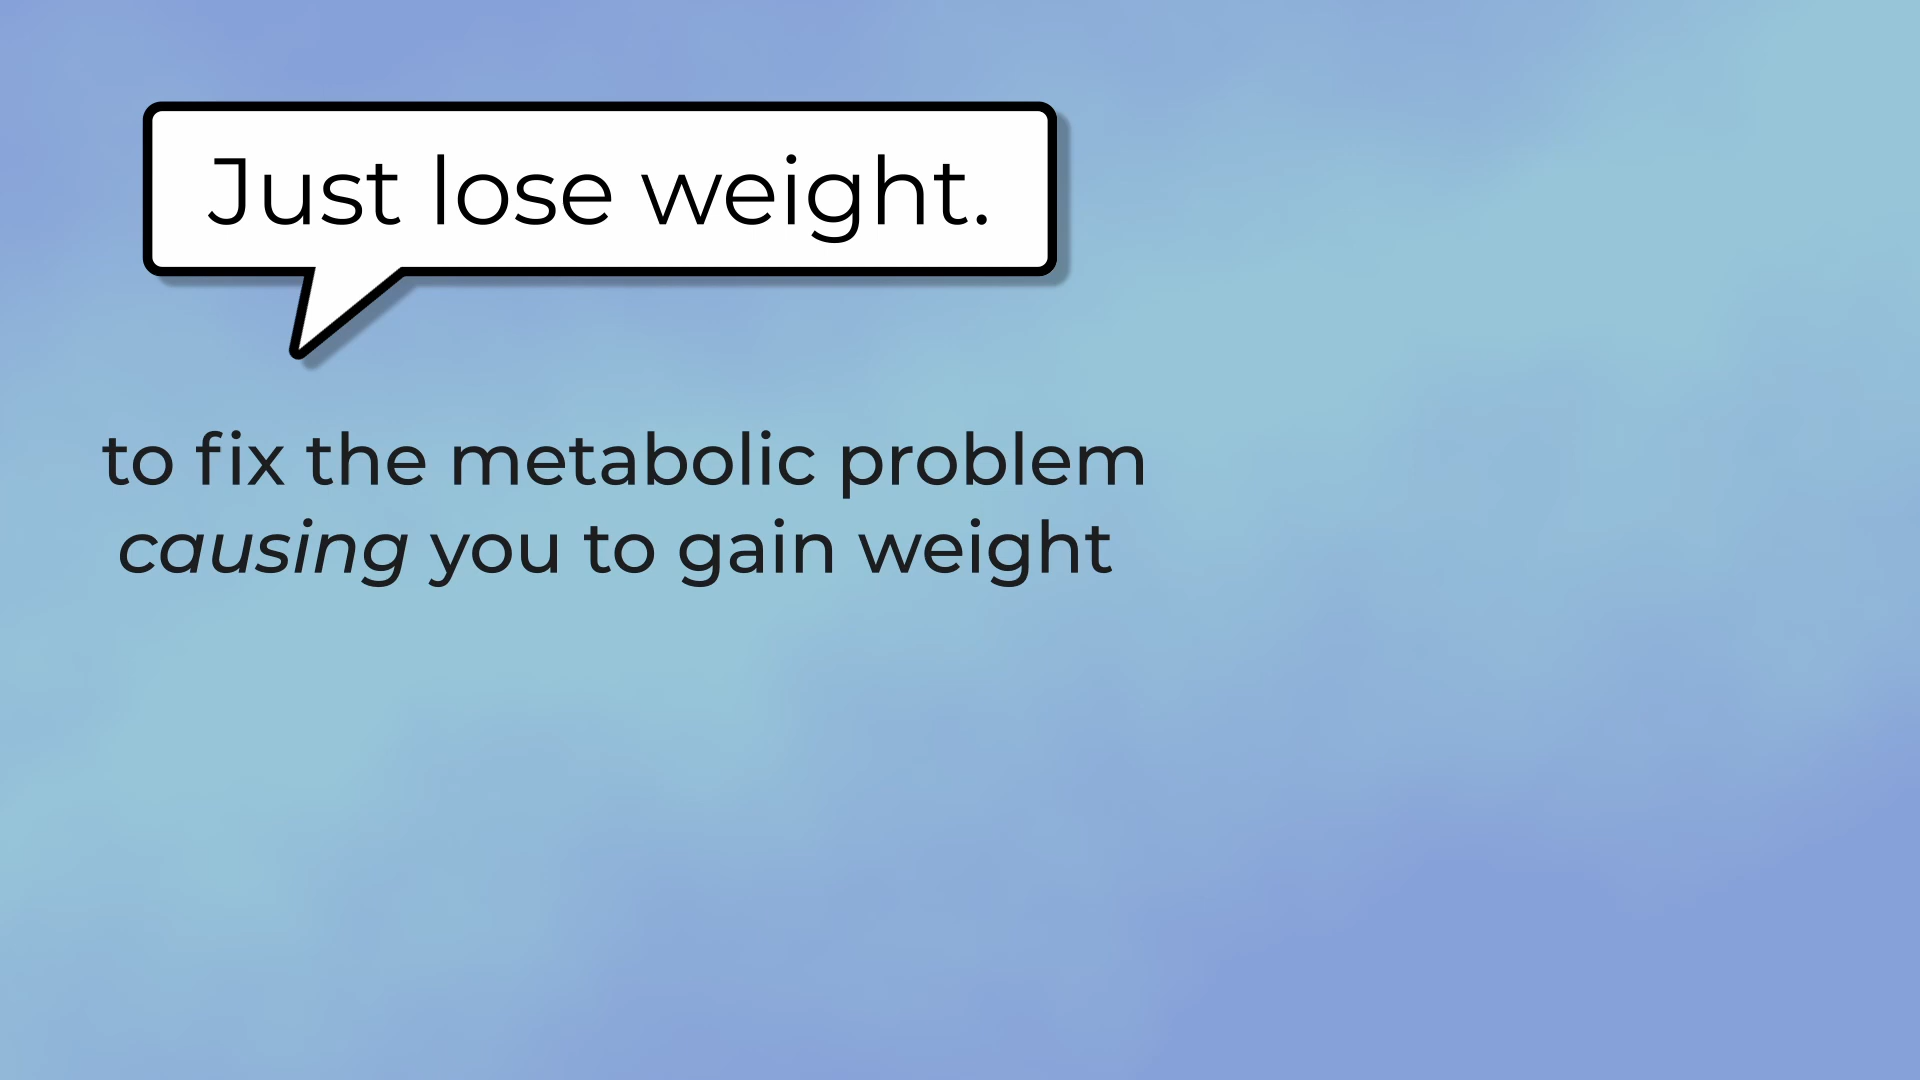 Just lose weight.
to fix the metabolic problem
causing you to gain weight